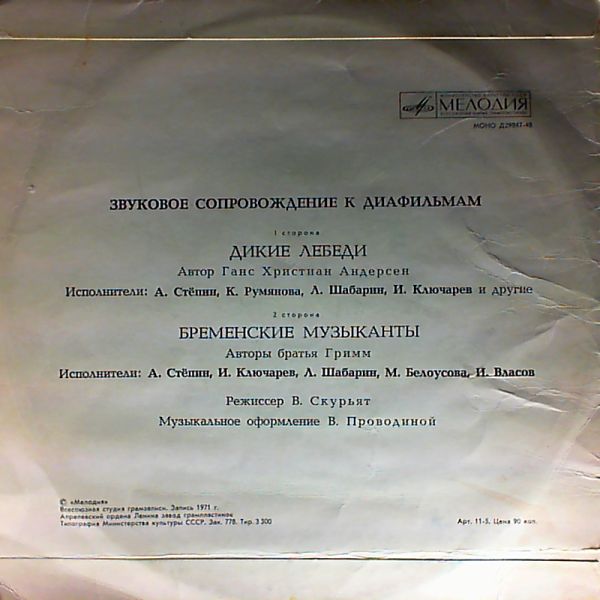 МЕЛОДИЯ
МОНО Д29847-48
ЗВУКОВОЕ СОПРОВОЖДЕНИЕ К ДИАФИЛЬМАМ
1 сторона
ДИКИЕ ЛЕБЕДИ
Автор Ганс Христиан Андерсен
Исполнители: А. Стёпин, К. Румянова, Л. Шабарин, И. Ключарев и другие
2 сторона
БРЕМЕНСКИЕ МУЗЫКАНТЫ
Авторы братья Гримм
Исполнители: А. Стёпин, И. Ключарев, Л. Шабарин, М. Белоусова, И. Власов
Режиссер В. Скурьят
Музыкальное оформление В. Проводиной
© «Мелодия»
Всесоюзная студия грамзаписи. Запись 1971 г.
Апрелевский ордена Ленина завод грампластинок
Типография Министерства культуры СССР. Зак. 778. Тир. 3 300
Арт. 11-5. Цена 90 коп.